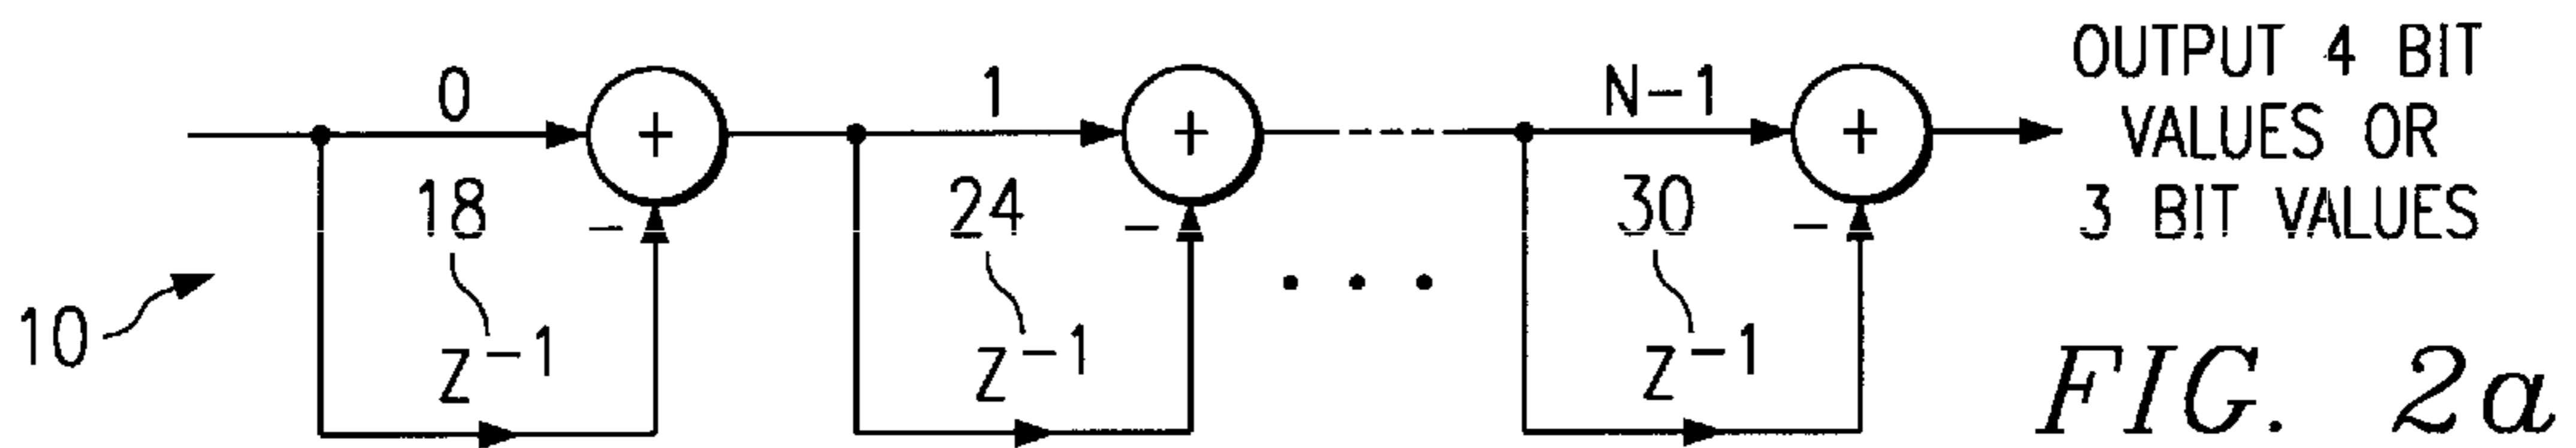 0
1
N-1
OUTPUT 4 BIT
VALUES OR
3 BIT VALUES
+
+
+
18
24
30
-
-
-
10
Z-1
Z-1
Z-1
FIG. 2a